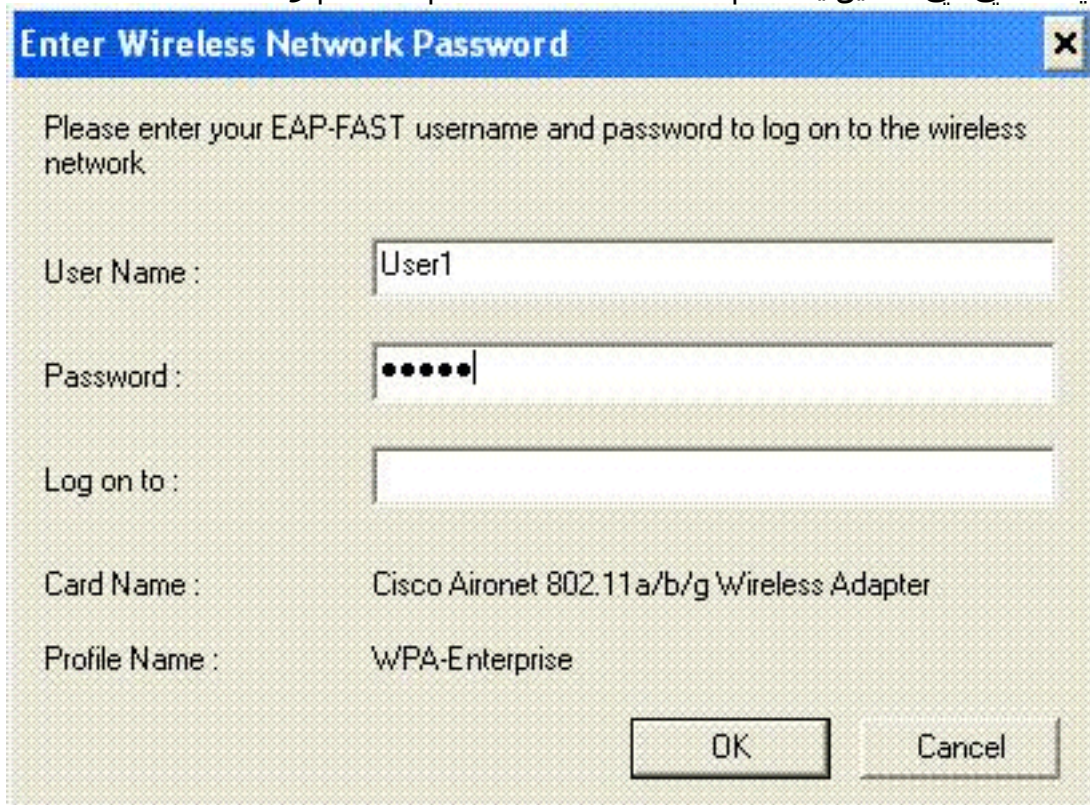 Enter Wireless Network Password
Please enter your EAP-FAST username and password to log on to the wireless
network
User Name : User1
Password : •••••
Log on to :
Card Name : Cisco Aironet 802.11a/b/g Wireless Adapter
Profile Name : WPA-Enterprise
OK Cancel